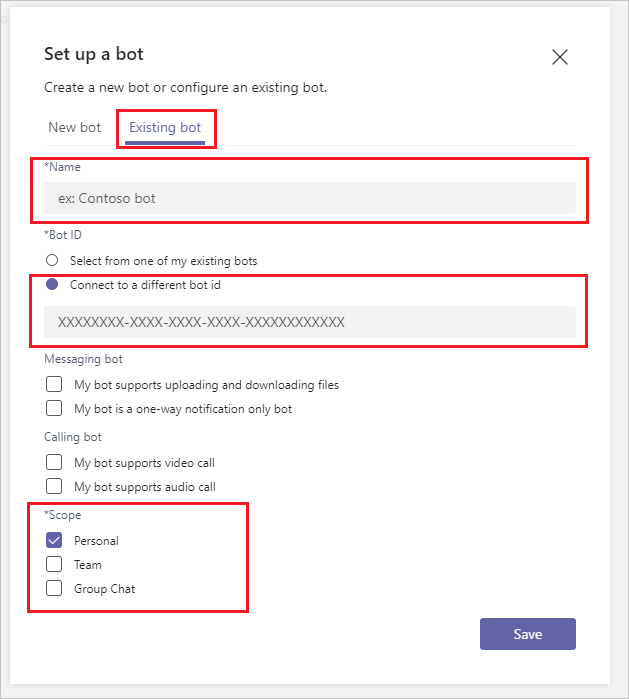 Set up a bot
Create a new bot or configure an existing bot.
New bot Existing bot
*Name
ex: Contoso bot
*Bot ID
Select from one of my existing bots
Connect to a different bot id
XXXXXXXX-XXXX-XXXX-XXXX-XXXXXXXXXXXX
Messaging bot
My bot supports uploading and downloading files
My bot is a one-way notification only bot
Calling bot
My bot supports video call
My bot supports audio call
*Scope
Personal
Team
Group Chat
Save